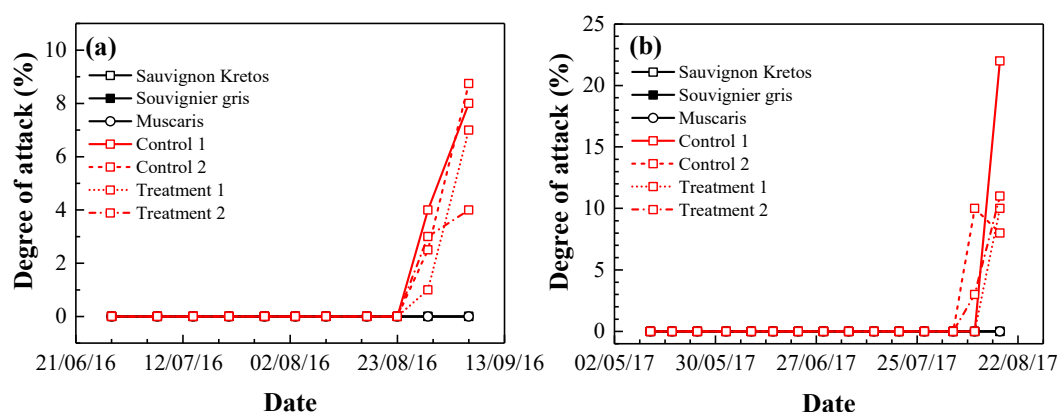 (a)
Degree of attack (%)
10
8
6
4
2
0
Sauvignon Kretos
Souvignier gris
Muscaris
Control 1
Control 2
Treatment 1
Treatment 2
21/06/16 12/07/16 02/08/16 23/08/16 13/09/16
Date
(b)
Degree of attack (%)
25
20
15
10
5
0
Sauvignon Kretos
Souvignier gris
Muscaris
Control 1
Control 2
Treatment 1
Treatment 2
02/05/17 30/05/17 27/06/17 25/07/17 22/08/17
Date